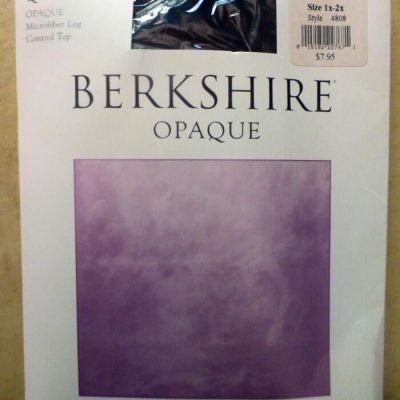 Q
OPAQUE
Microfiber Leg
Control Top
Size 1x-2x
Style 4808
$7.95
BERKSHIRE
OPAQUE